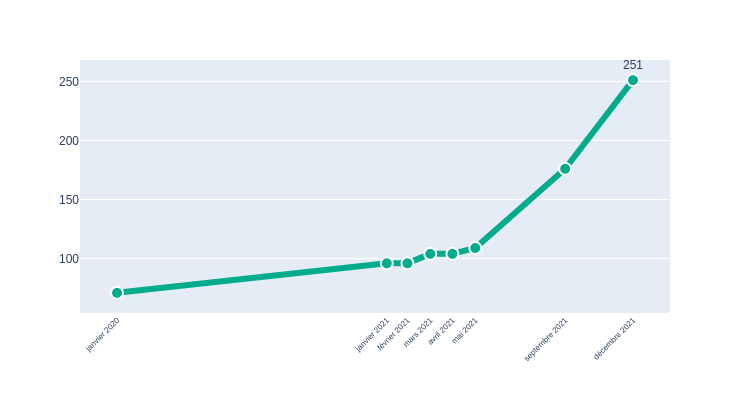 251
250
200
150
100
janvier 2020
janvier 2021
février 2021
mars 2021
avril 2021
mai 2021
septembre 2021
décembre 2021